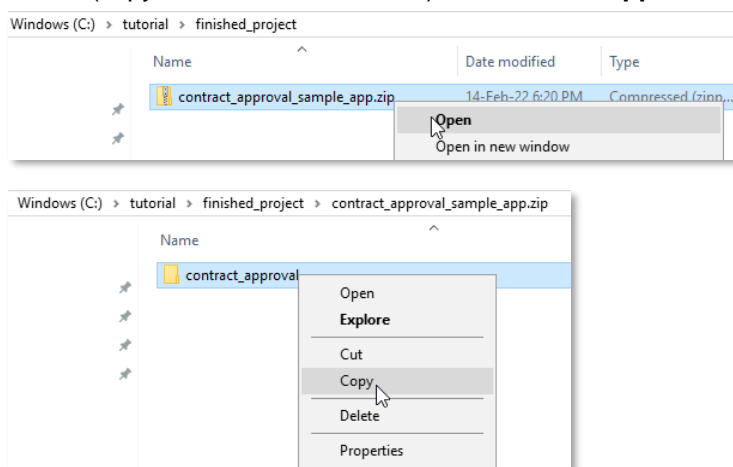 Windows (C:) > tutorial > finished_project
Name Date modified Type
contract_approval_sample_app.zip 14-Feb-22 6:20 PM Compressed (zipp...
Open
Open in new window
Windows (C:) > tutorial > finished_project > contract_approval_sample_app.zip
Name
contract_approval
Open
Explore
Cut
Copy
Delete
Properties